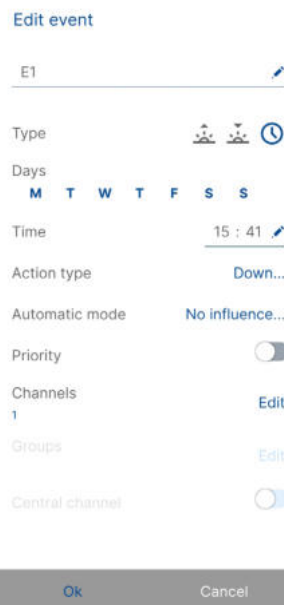 Edit event
E1
Type
Days
M T W T F S S
Time 15 : 41
Action type Down...
Automatic mode No influence...
Priority
Channels Edit
1
Groups Edit
Central channel
Ok Cancel